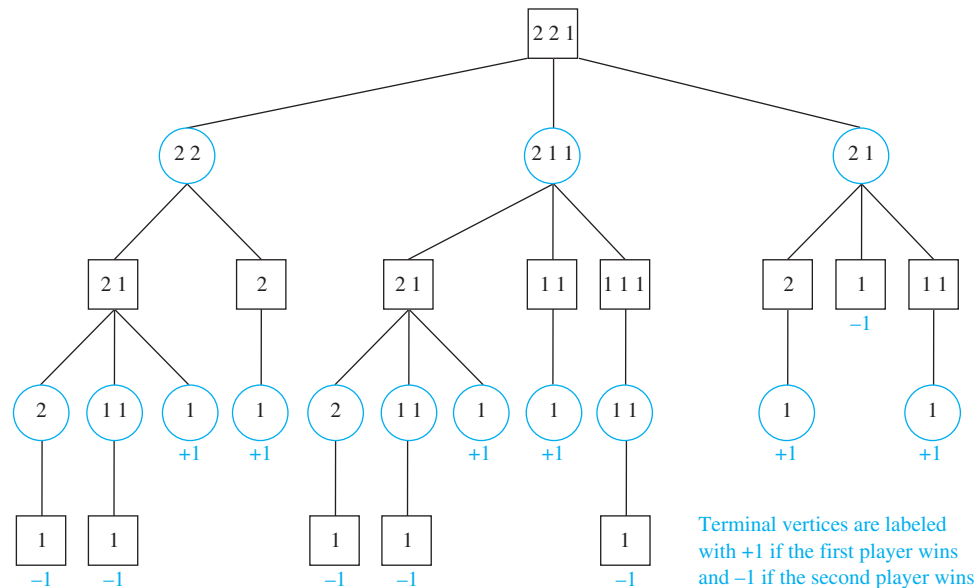 2 2 1
2 2 2 1 1 2 1
2 1 2 2 1 1 1 1 1 1 2 1 1 1
–1
2 1 1 1 1 2 1 1 1 1 1 1 1 1
+1 +1 +1 +1 +1 +1
1 1 1 1 1
–1 –1 –1 –1 –1
Terminal vertices are labeled
with +1 if the first player wins
and –1 if the second player wins